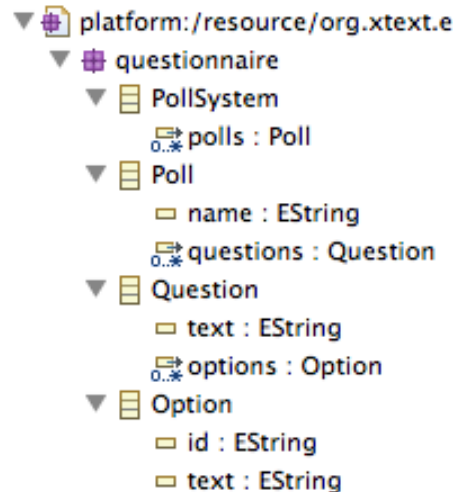 platform:/resource/org.xtext.e
questionnaire
PollSystem
0..* polls : Poll
Poll
name : EString
0..* questions : Question
Question
text : EString
0..* options : Option
Option
id : EString
text : EString